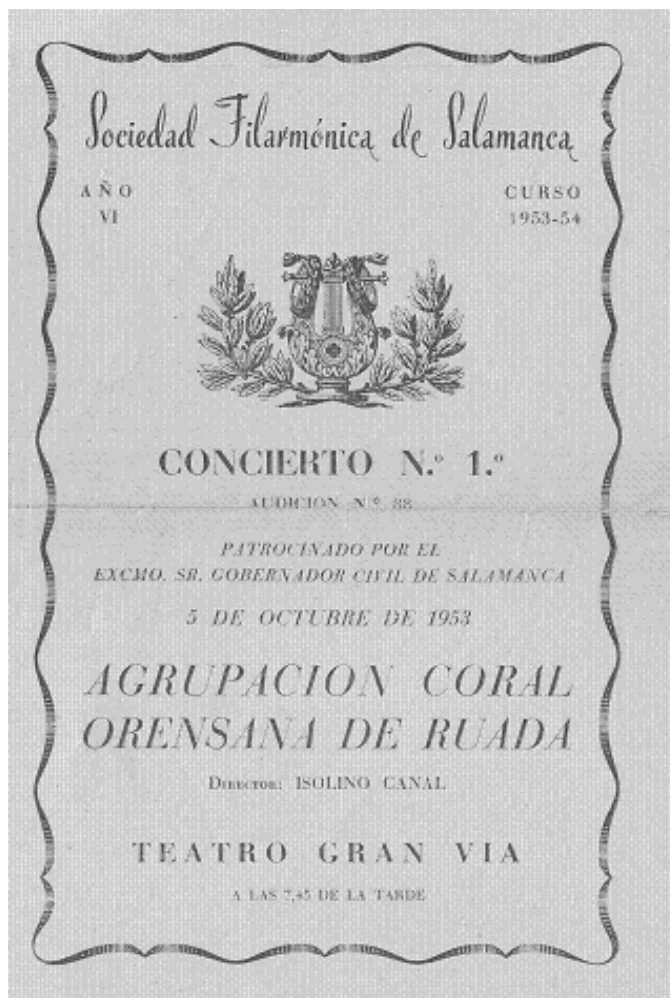 Sociedad Filarmónica de Salamanca
AÑO
VI
CURSO
1953-54
CONCIERTO N.º 1.º
AUDICION N.º 88
PATROCINADO POR EL
EXCMO. SR. GOBERNADOR CIVIL DE SALAMANCA
5 DE OCTUBRE DE 1953
AGRUPACION CORAL
ORENSANA DE RUADA
DIRECTOR: ISOLINO CANAL
TEATRO GRAN VIA
A LAS 7,45 DE LA TARDE